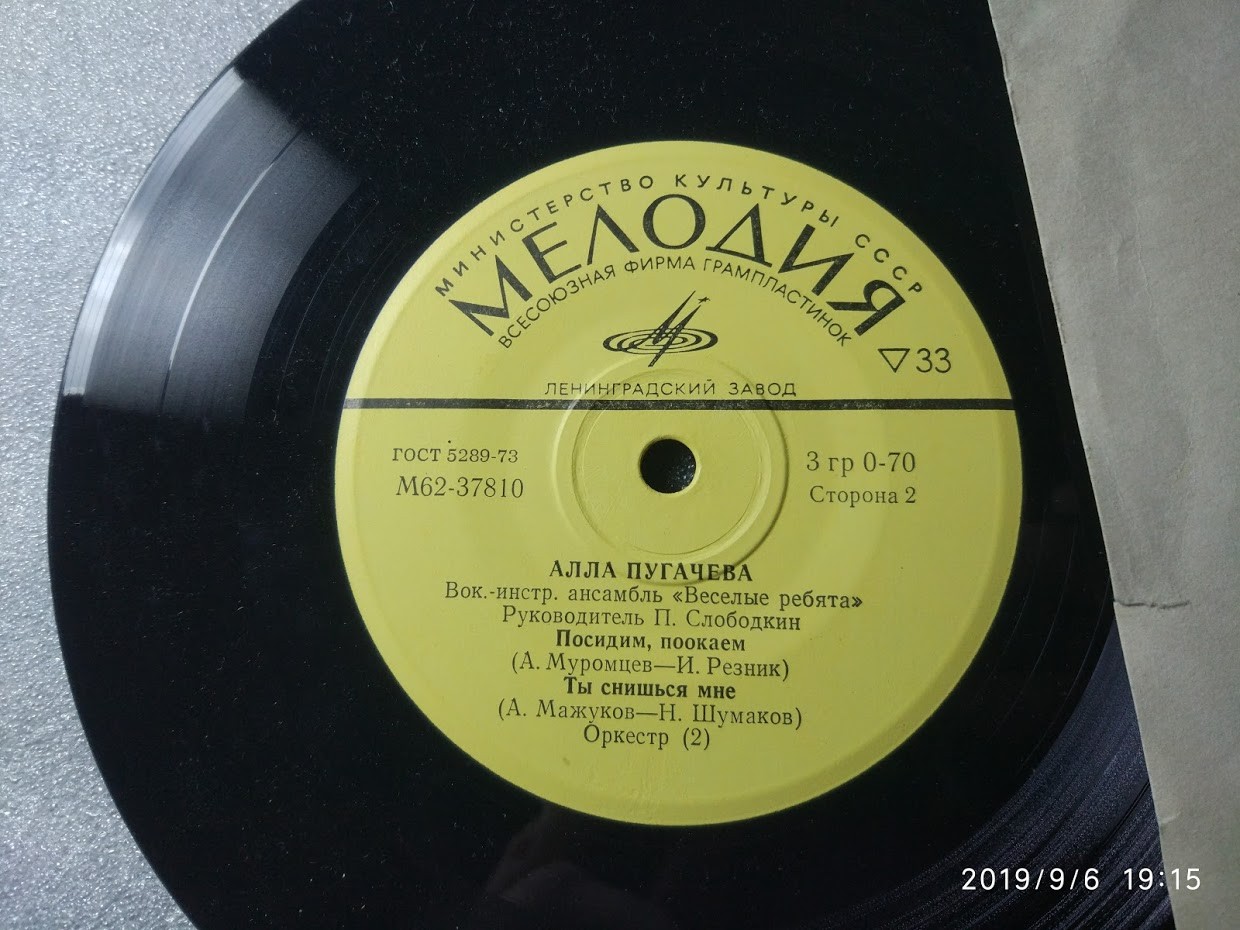 МИНИСТЕРСТВО КУЛЬТУРЫ СССР
МЕЛОДИЯ
ВСЕСОЮЗНАЯ ФИРМА ГРАМПЛАСТИНОК
33
ЛЕНИНГРАДСКИЙ ЗАВОД
ГОСТ 5289-73
М62-37810
3 гр 0-70
Сторона 2
АЛЛА ПУГАЧЕВА
Вок.-инстр. ансамбль «Веселые ребята»
Руководитель П. Слободкин
Посидим, поокаем
(А. Муромцев—И. Резник)
Ты снишься мне
(А. Мажуков—Н. Шумаков)
Оркестр (2)
2019/9/6 19:15